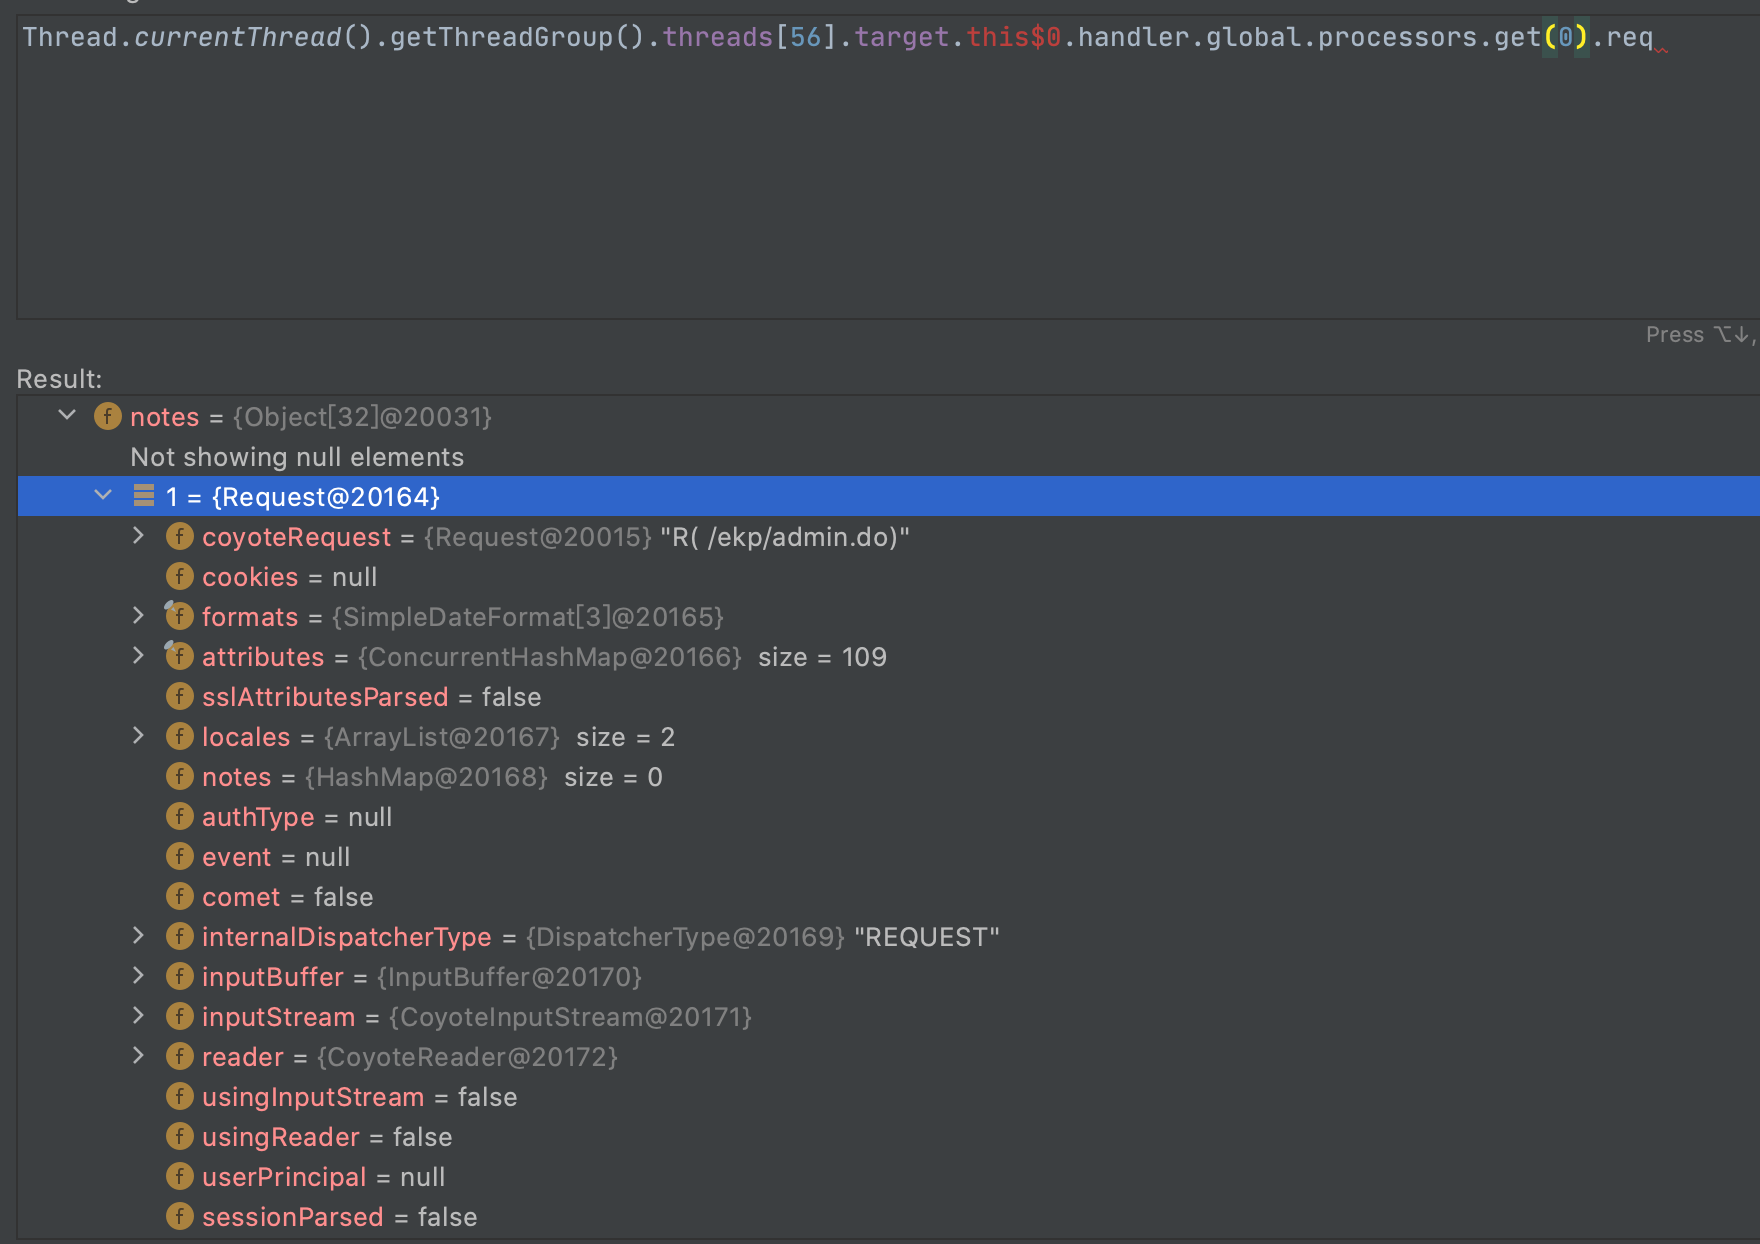 Thread.currentThread().getThreadGroup().threads[56].target.this$0.handler.global.processors.get(0).req
Press ⌥↓,
Result:
f notes = {Object[32]@20031}
Not showing null elements
1 = {Request@20164}
f coyoteRequest = {Request@20015} "R( /ekp/admin.do)"
f cookies = null
f formats = {SimpleDateFormat[3]@20165}
f attributes = {ConcurrentHashMap@20166} size = 109
f sslAttributesParsed = false
f locales = {ArrayList@20167} size = 2
f notes = {HashMap@20168} size = 0
f authType = null
f event = null
f comet = false
f internalDispatcherType = {DispatcherType@20169} "REQUEST"
f inputBuffer = {InputBuffer@20170}
f inputStream = {CoyoteInputStream@20171}
f reader = {CoyoteReader@20172}
f usingInputStream = false
f usingReader = false
f userPrincipal = null
f sessionParsed = false